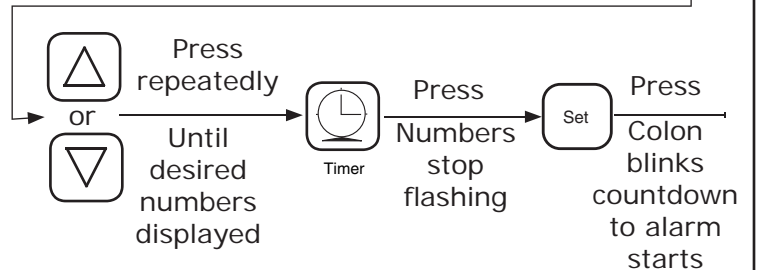 or
Press
repeatedly
Until
desired
numbers
displayed
Timer
Press
Numbers
stop
flashing
Set
Press
Colon
blinks
countdown
to alarm
starts